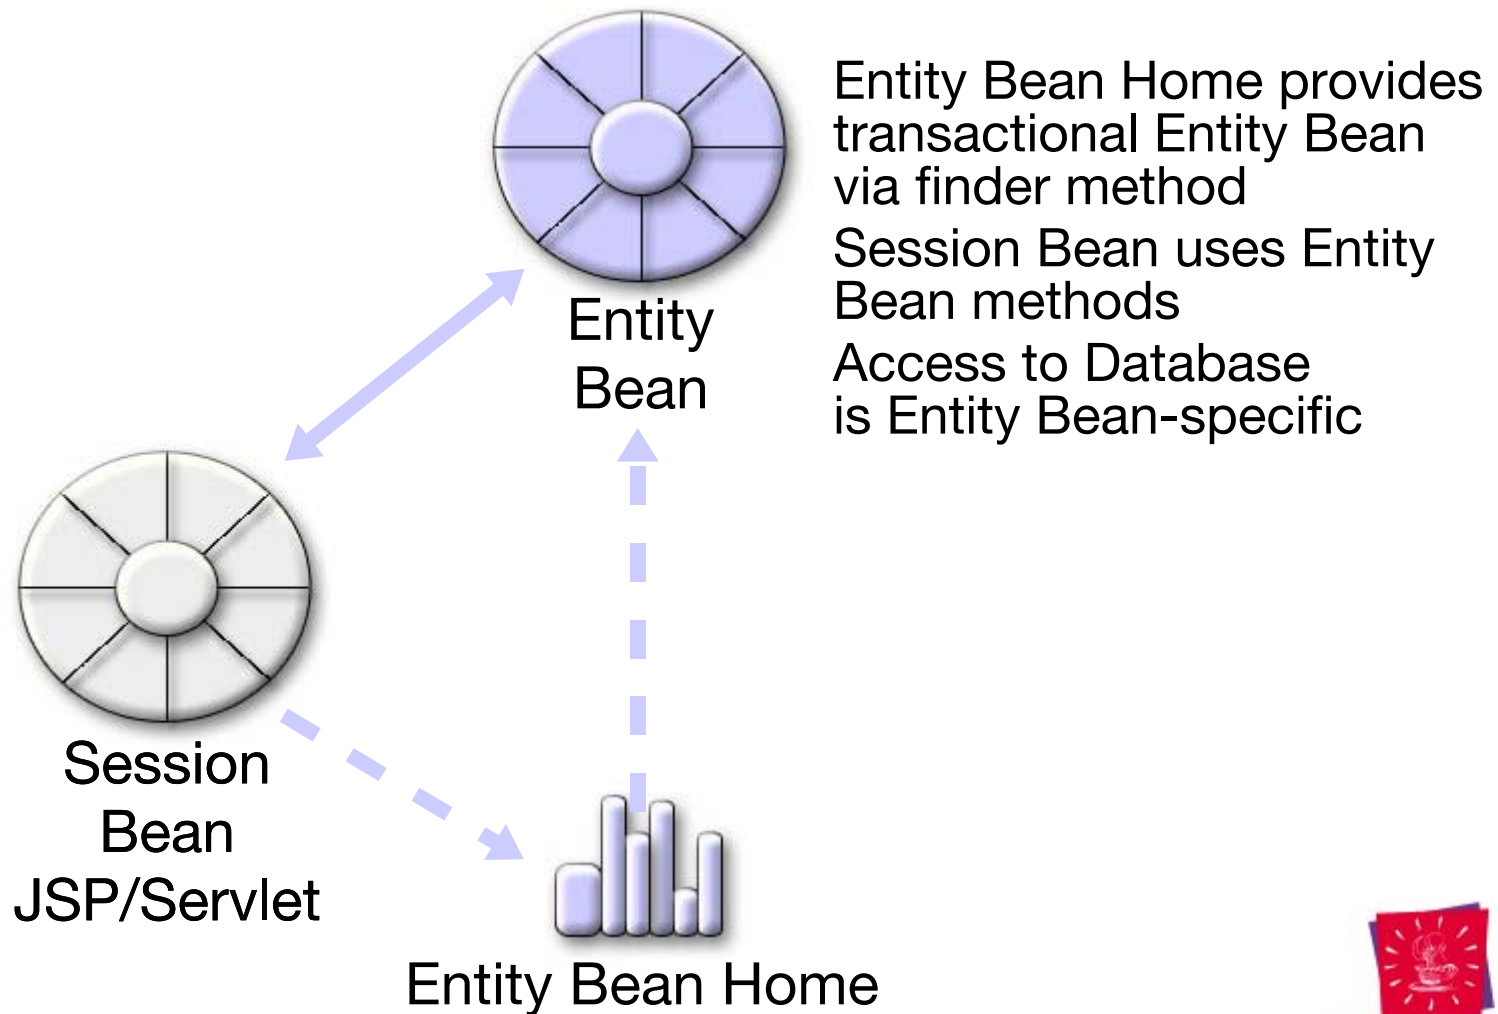 Entity Bean Home provides
transactional Entity Bean
via finder method
Session Bean uses Entity
Bean methods
Access to Database
is Entity Bean-specific
Entity
Bean
Session
Bean
JSP/Servlet
Entity Bean Home